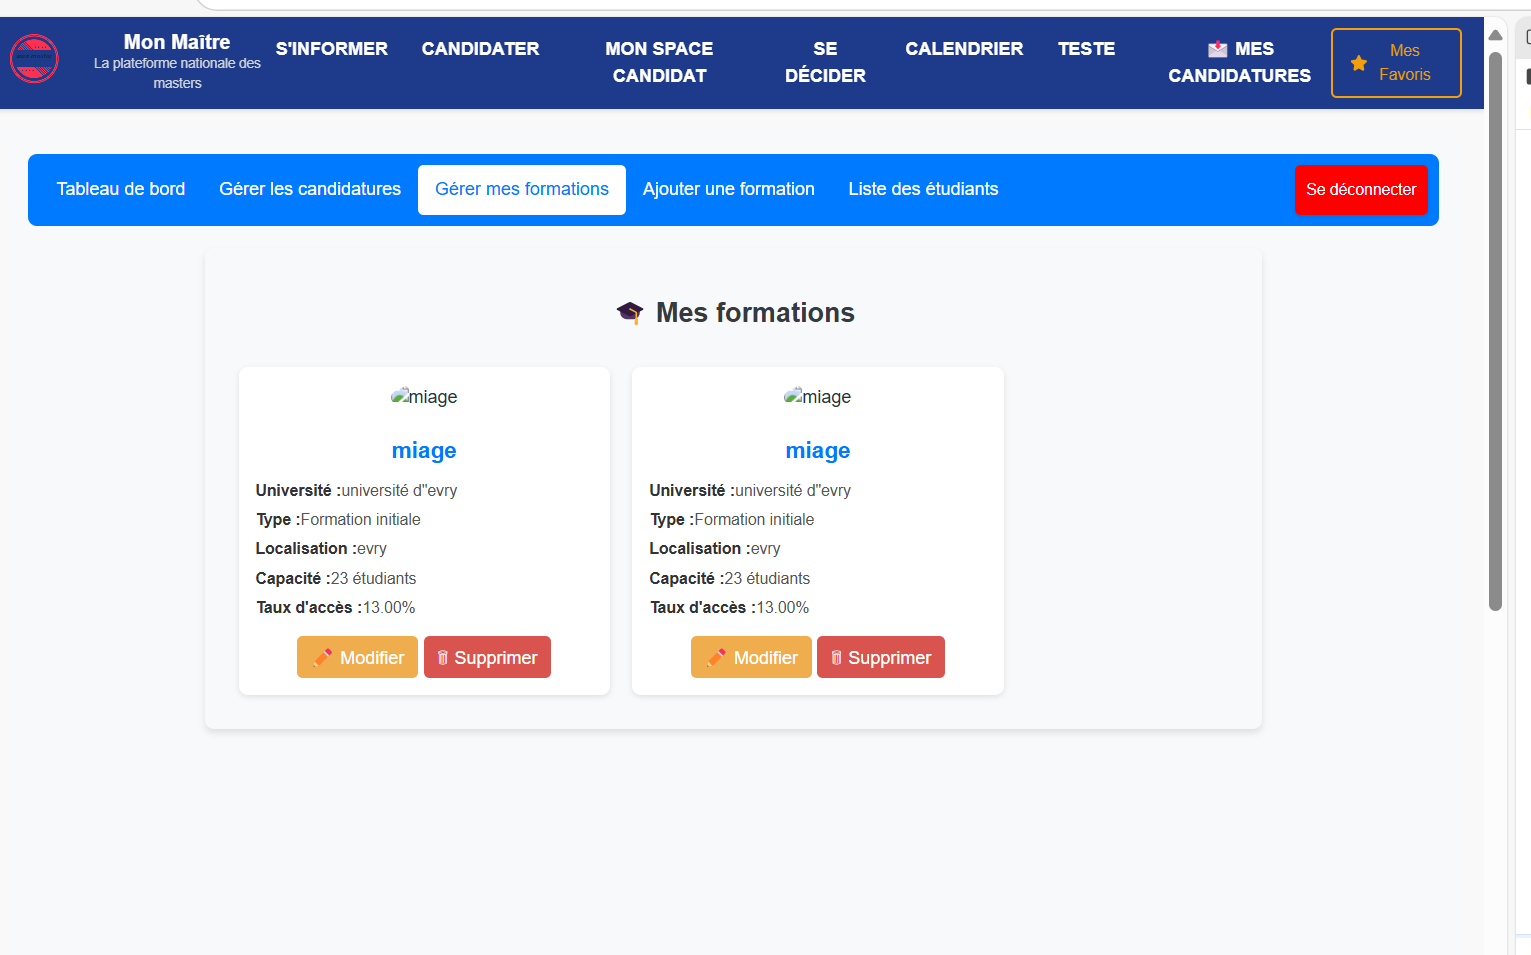 Mon Maître
La plateforme nationale des
masters
S'INFORMER
CANDIDATER
MON SPACE
CANDIDAT
SE
DÉCIDER
CALENDRIER
TESTE
MES
CANDIDATURES
Mes
Favoris
Tableau de bord
Gérer les candidatures
Gérer mes formations
Ajouter une formation
Liste des étudiants
Se déconnecter
Mes formations
miage
miage
Université :université d"evry
Type :Formation initiale
Localisation :evry
Capacité :23 étudiants
Taux d'accès :13.00%
Modifier
Supprimer
miage
miage
Université :université d"evry
Type :Formation initiale
Localisation :evry
Capacité :23 étudiants
Taux d'accès :13.00%
Modifier
Supprimer